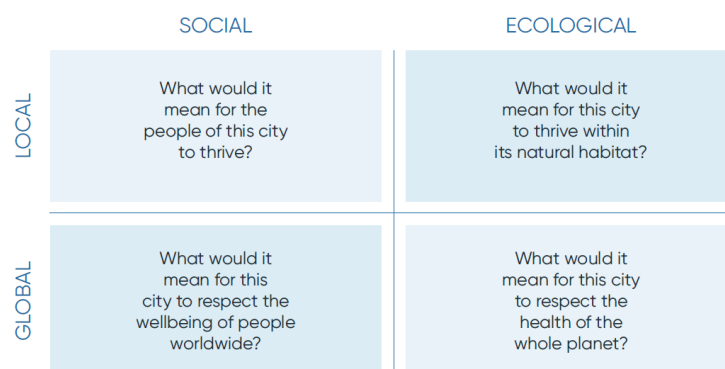 SOCIAL
ECOLOGICAL
LOCAL
What would it
mean for the
people of this city
to thrive?
What would it
mean for this city
to thrive within
its natural habitat?
GLOBAL
What would it
mean for this
city to respect the
wellbeing of people
worldwide?
What would it
mean for this city
to respect the
health of the
whole planet?